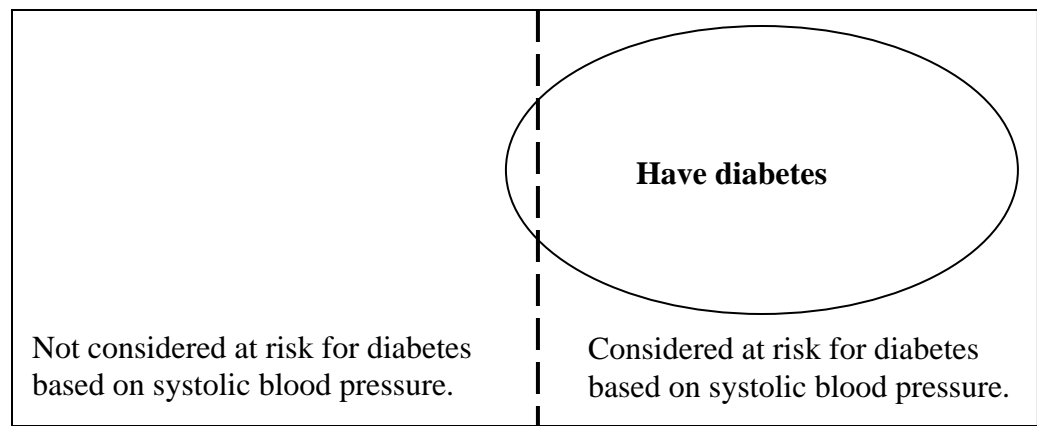 Have diabetes
Not considered at risk for diabetes
based on systolic blood pressure.
Considered at risk for diabetes
based on systolic blood pressure.